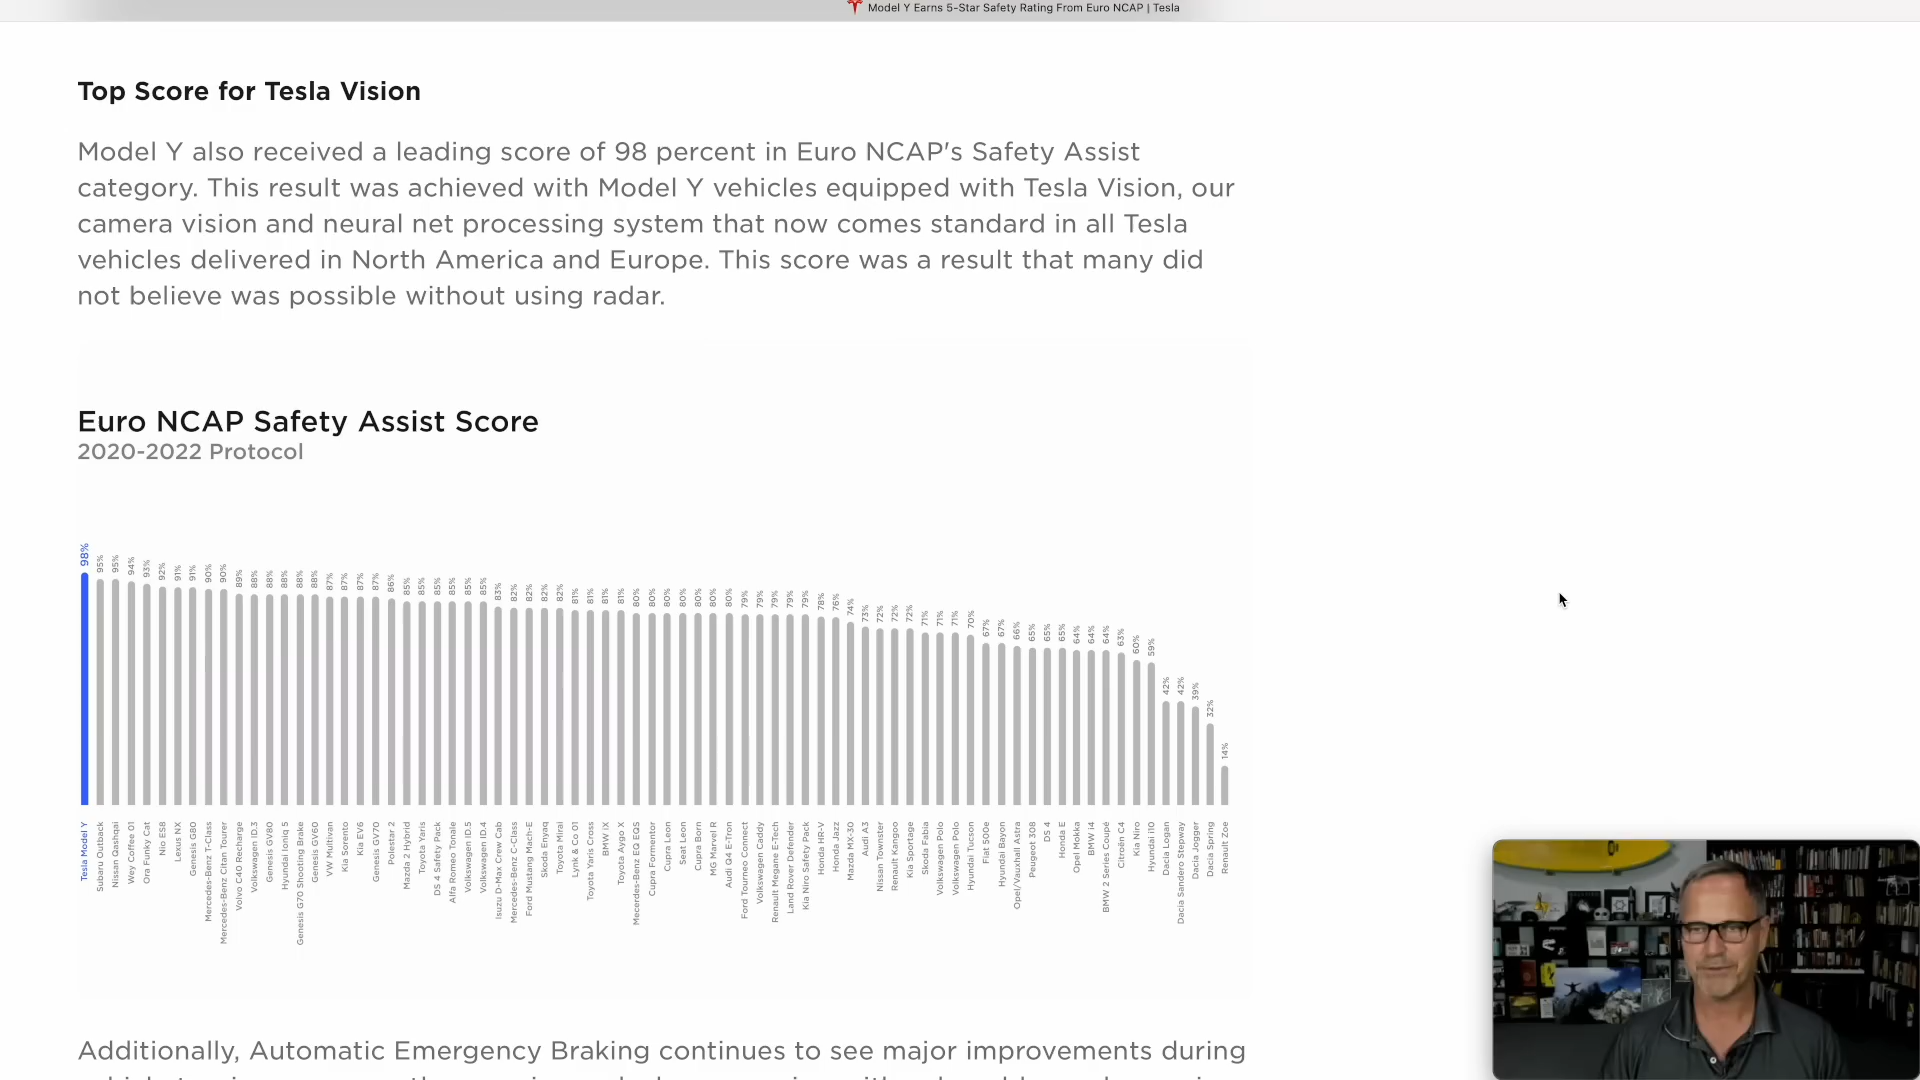 Model Y Earns 5-Star Safety Rating From Euro NCAP | Tesla
Top Score for Tesla Vision
Model Y also received a leading score of 98 percent in Euro NCAP's Safety Assist
category. This result was achieved with Model Y vehicles equipped with Tesla Vision, our
camera vision and neural net processing system that now comes standard in all Tesla
vehicles delivered in North America and Europe. This score was a result that many did
not believe was possible without using radar.
Euro NCAP Safety Assist Score
2020-2022 Protocol
98%
95%
95%
94%
93%
92%
91%
91%
90%
90%
89%
88%
88%
88%
88%
88%
87%
87%
87%
87%
86%
85%
85%
85%
85%
85%
85%
83%
82%
82%
82%
82%
81%
81%
81%
81%
80%
80%
80%
80%
80%
80%
80%
79%
79%
79%
79%
79%
78%
76%
74%
73%
72%
72%
72%
71%
71%
71%
70%
67%
67%
66%
65%
65%
65%
64%
64%
64%
63%
60%
59%
42%
42%
39%
32%
14%
Tesla Model Y
Subaru Outback
Nissan Qashqai
Wey Coffee 01
Ora Funky Cat
Nio ES8
Lexus NX
Genesis G80
Mercedes-Benz T-Class
Mercedes-Benz Citan Tourer
Volvo C40 Recharge
Volkswagen ID.3
Genesis GV80
Hyundai Ioniq 5
Genesis G70 Shooting Brake
Genesis GV60
VW Multivan
Kia Sorento
Kia EV6
Genesis GV70
Polestar 2
Mazda 2 Hybrid
Toyota Yaris
DS 4 Safety Pack
Alfa Romeo Tonale
Volkswagen ID.5
Volkswagen ID.4
Isuzu D-Max Crew Cab
Mercedes-Benz C-Class
Ford Mustang Mach-E
Skoda Enyaq
Toyota Mirai
Lynk & Co 01
Toyota Yaris Cross
BMW iX
Toyota Aygo X
Mecerdes-Benz EQ EQS
Cupra Formentor
Cupra Leon
Seat Leon
Cupra Born
MG Marvel R
Audi Q4 E-Tron
Ford Tourneo Connect
Volkswagen Caddy
Renault Megane E-Tech
Land Rover Defender
Kia Niro Safety Pack
Honda HR-V
Honda Jazz
Mazda MX-30
Audi A3
Nissan Townster
Renault Kangoo
Kia Sportage
Skoda Fabia
Volkswagen Polo
Volkswagen Polo
Hyundai Tucson
Fiat 500e
Hyundai Bayon
Opel/Vauxhall Astra
Peugeot 308
DS 4
Honda E
Opel Mokka
BMW i4
BMW 2 Series Coupé
Citroën C4
Kia Niro
Hyundai i10
Dacia Logan
Dacia Sandero Stepway
Dacia Jogger
Dacia Spring
Renault Zoe
Additionally, Automatic Emergency Braking continues to see major improvements during